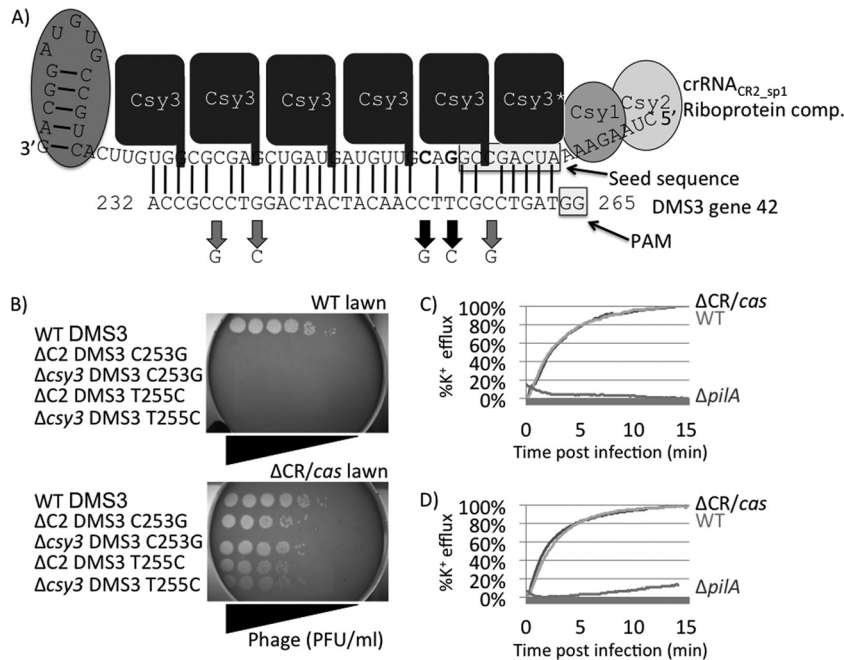 A)
G U
U U
A G
G C
G C
C G
A U
3' G C
ACUUGUGGCGCGAGCUGAUGAUGUUGCAGGCCGACUAAAAGAAUC 5'
Csy3 Csy3 Csy3 Csy3 Csy3 Csy3* Csy1 Csy2
crRNACR2_sp1
Riboprotein comp.
Seed sequence
232 ACCGCCCTGGACTACTACAACCTTCGCCTGATGG 265 DMS3 gene 42
PAM
G C G C G
B)
WT lawn
WT DMS3
ΔC2 DMS3 C253G
Δcsy3 DMS3 C253G
ΔC2 DMS3 T255C
Δcsy3 DMS3 T255C
ΔCR/cas lawn
WT DMS3
ΔC2 DMS3 C253G
Δcsy3 DMS3 C253G
ΔC2 DMS3 T255C
Δcsy3 DMS3 T255C
Phage (PFU/ml)
C)
%K+ efflux
100%
80%
60%
40%
20%
0%
ΔCR/cas
WT
ΔpilA
0 5 10 15
Time post infection (min)
D)
%K+ efflux
100%
80%
60%
40%
20%
0%
ΔCR/cas
WT
ΔpilA
0 5 10 15
Time post infection (min)